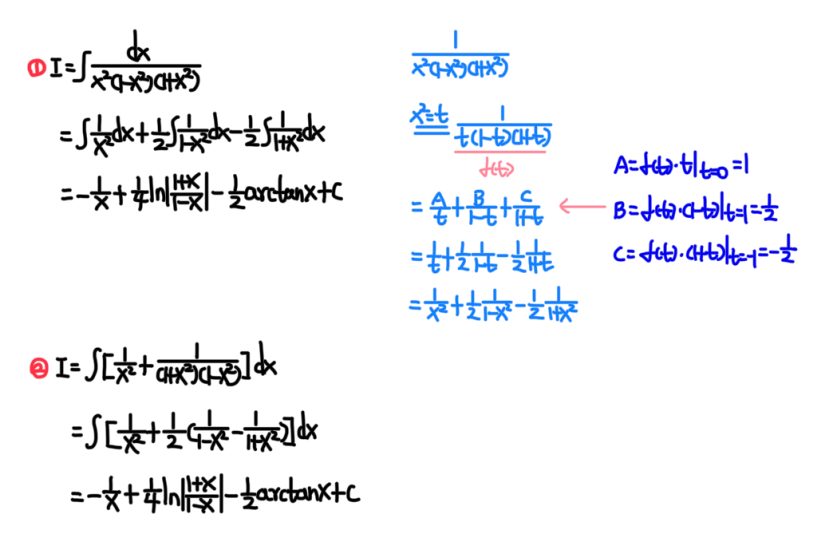 ① I=∫dx/(x²(1-x²)(1+x²))
=∫1/x² dx+1/2∫1/(1-x²)dx-1/2∫1/(1+x²)dx
=-1/x+1/4 ln|(1+x)/(1-x)|-1/2 arctanx+C
1/(x²(1-x²)(1+x²))
x²=t 1/(t(1-t)(1+t))
f(t)
=A/t+B/(1-t)+C/(1+t) ←
=1/t+1/2 1/(1-t)-1/2 1/(1+t)
=1/x²+1/2 1/(1-x²)-1/2 1/(1+x²)
A=f(t)·t|t=0=1
B=f(t)·(1-t)|t=1=1/2
C=f(t)·(1+t)|t=-1=-1/2
② I=∫[1/x²+1/((1+x²)(1-x²))]dx
=∫[1/x²+1/2(1/(1-x²)-1/(1+x²))]dx
=-1/x+1/4 ln|(1+x)/(1-x)|-1/2 arctanx+C